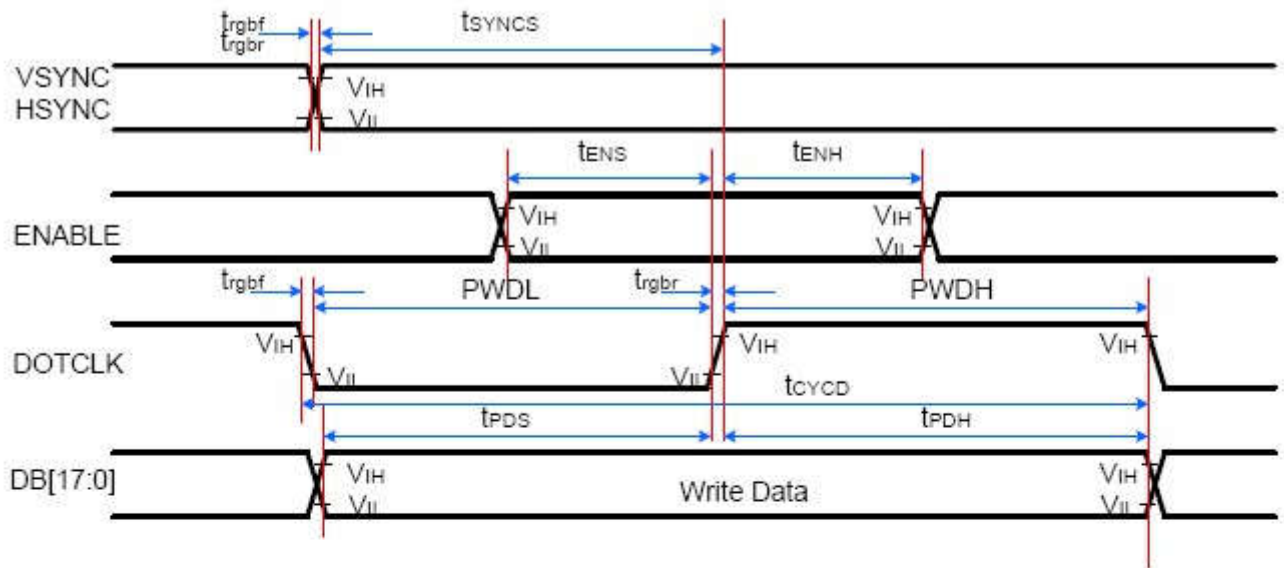 trgbf
trgbr
tSYNCS
VSYNC
HSYNC
VIH
VIl
tENS
tENH
ENABLE
VIH
VIl
VIH
VIl
trgbf
PWDL
trgbr
PWDH
DOTCLK
VIH
VIl
VIl
VIH
VIH
tCYCD
tPDS
tPDH
DB[17:0]
VIH
VIl
Write Data
VIH
VIl